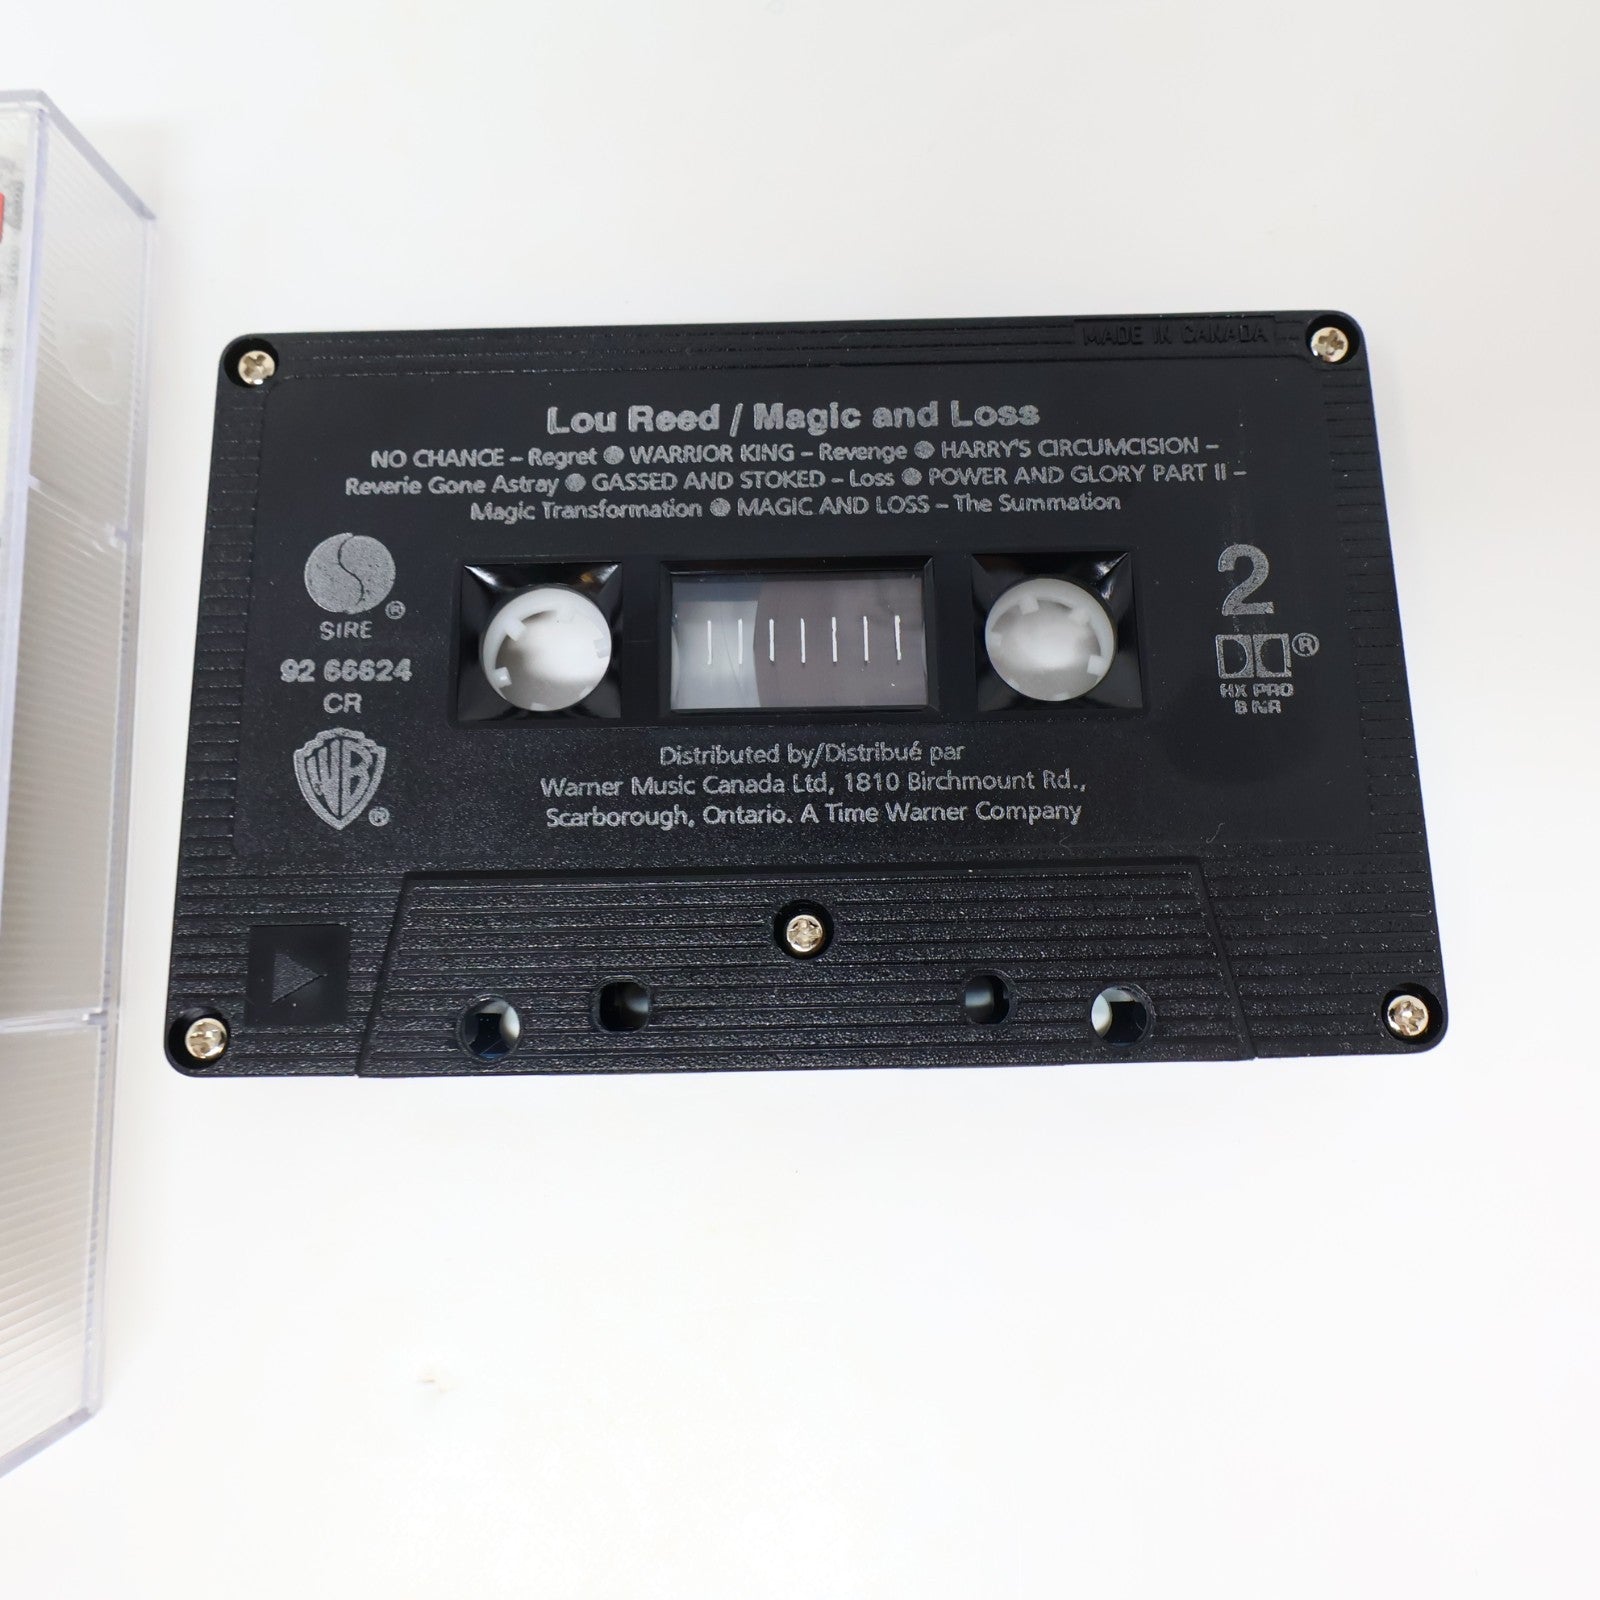 MADE IN CANADA
Lou Reed / Magic and Loss
NO CHANCE – Regret ● WARRIOR KING – Revenge ● HARRY'S CIRCUMCISION –
Reverie Gone Astray ● GASSED AND STOKED – Loss ● POWER AND GLORY PART II –
Magic Transformation ● MAGIC AND LOSS – The Summation
®
SIRE
92 66624
CR
WB®
2
®
HX PRO
B NR
Distributed by/Distribué par
Warner Music Canada Ltd, 1810 Birchmount Rd.,
Scarborough, Ontario. A Time Warner Company